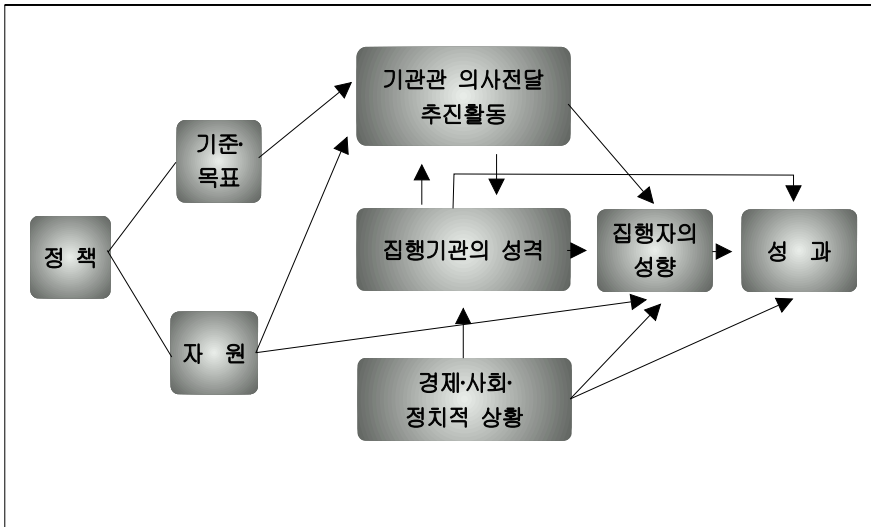 기관관 의사전달
추진활동
기준·
목표
정 책
집행기관의 성격
집행자의
성향
성 과
자 원
경제·사회·
정치적 상황